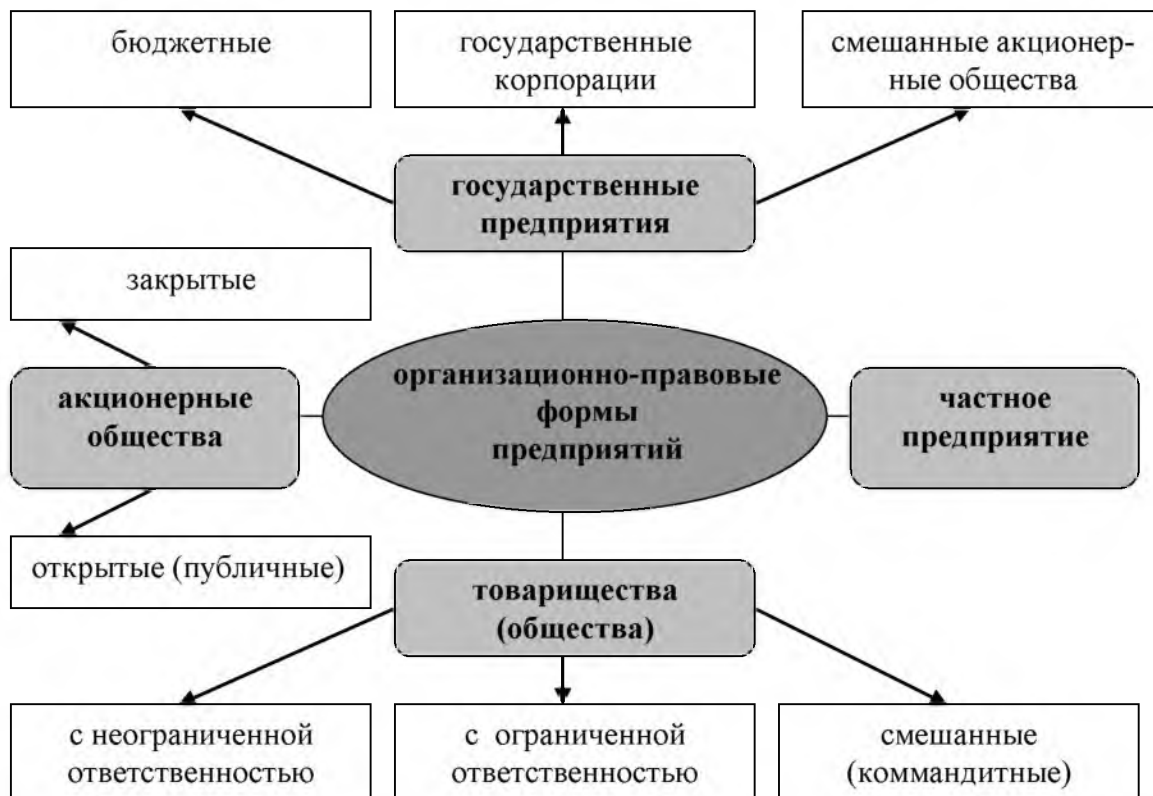 бюджетные
государственные
корпорации
смешанные акционер-
ные общества
государственные
предприятия
закрытые
акционерные
общества
организационно-правовые
формы
предприятий
частное
предприятие
открытые (публичные)
товарищества
(общества)
с неограниченной
ответственностью
с ограниченной
ответственностью
смешанные
(коммандитные)